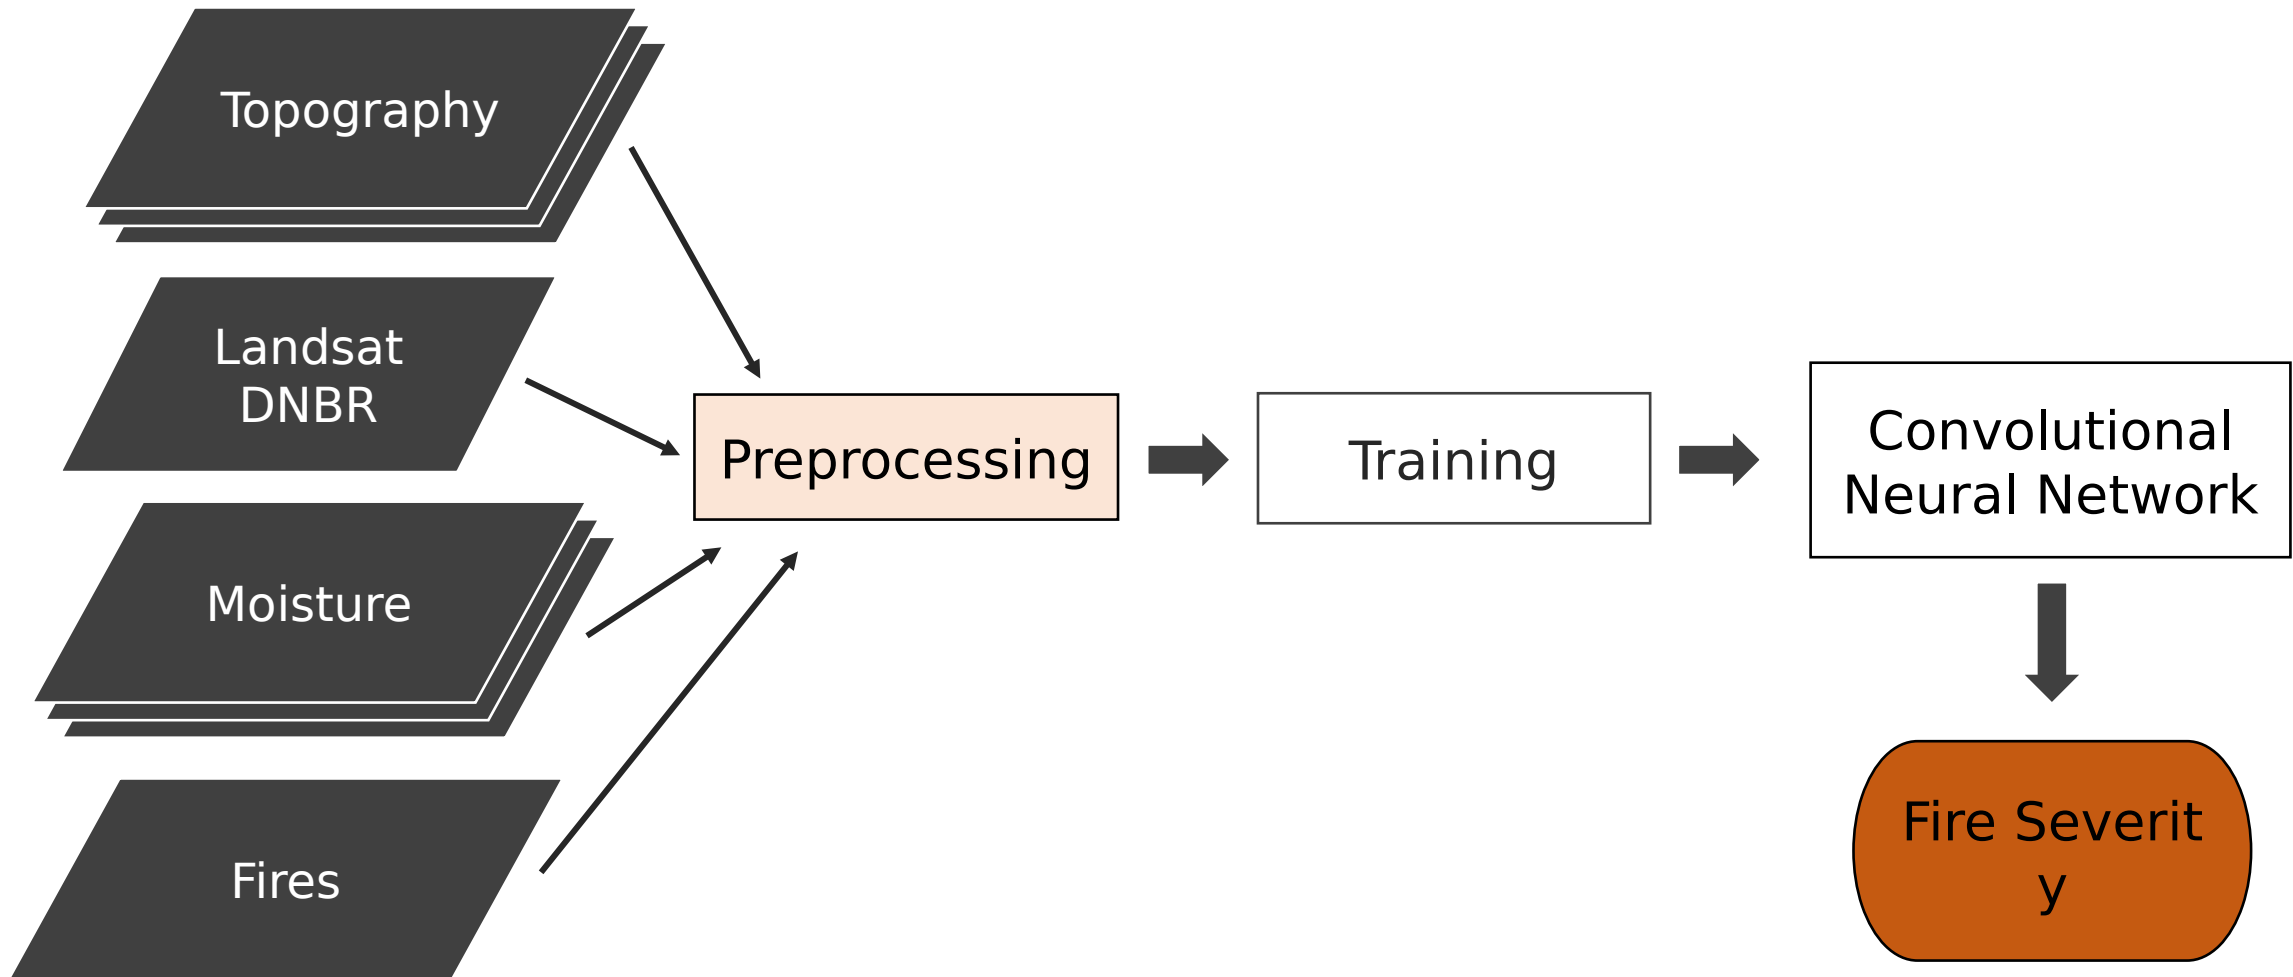 Topography
Landsat
DNBR
Moisture
Fires
Preprocessing
Training
Convolutional
Neural Network
Fire Severit
y